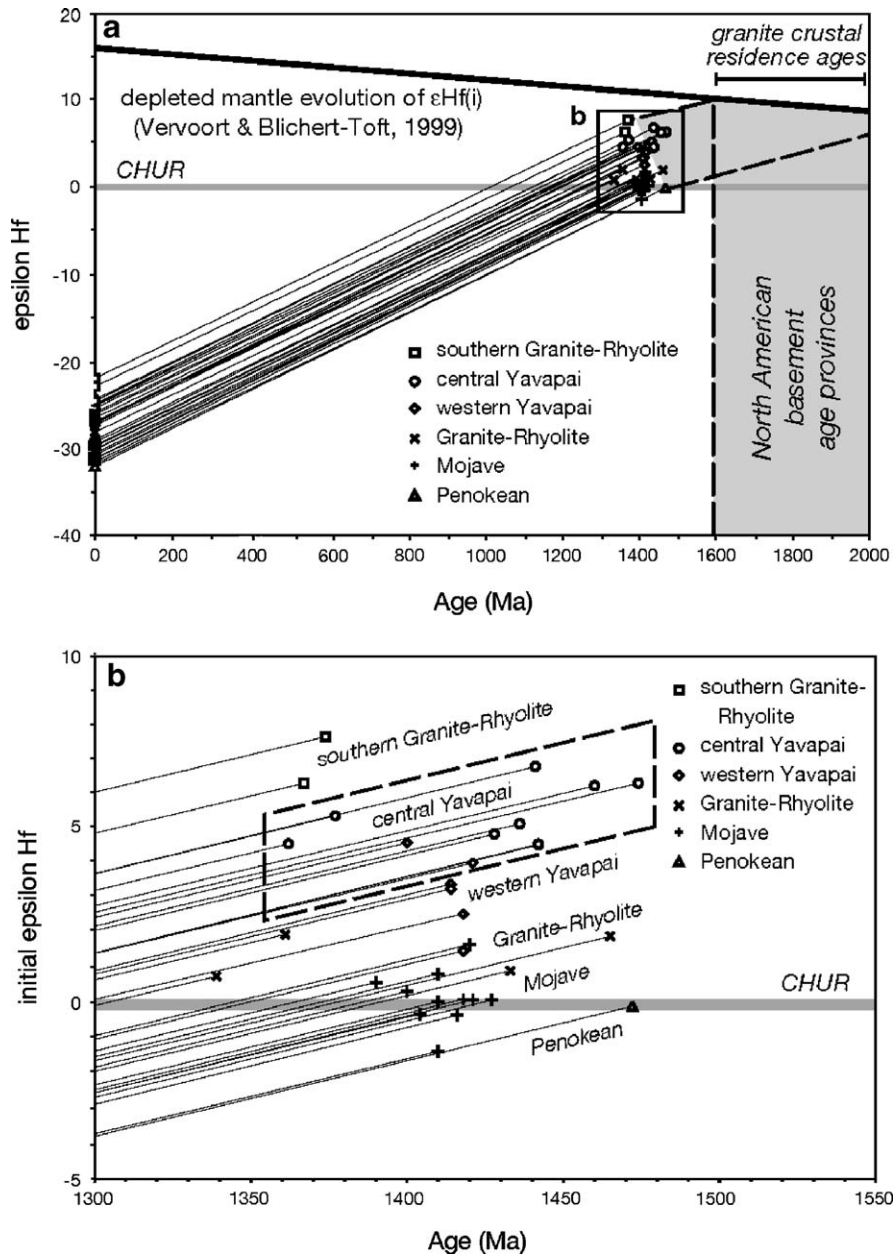 a
granite crustal
residence ages
depleted mantle evolution of εHf(i)
(Vervoort & Blichert-Toft, 1999)
b
CHUR
southern Granite-Rhyolite
central Yavapai
western Yavapai
Granite-Rhyolite
Mojave
Penokean
North American
basement
age provinces
epsilon Hf
20
10
0
-10
-20
-30
-40
0
200
400
600
800
1000
1200
1400
1600
1800
2000
Age (Ma)
b
southern Granite-Rhyolite
central Yavapai
western Yavapai
Granite-Rhyolite
Mojave
Penokean
CHUR
southern Granite-
Rhyolite
central Yavapai
western Yavapai
Granite-Rhyolite
Mojave
Penokean
initial epsilon Hf
10
5
0
-5
1300
1350
1400
1450
1500
1550
Age (Ma)